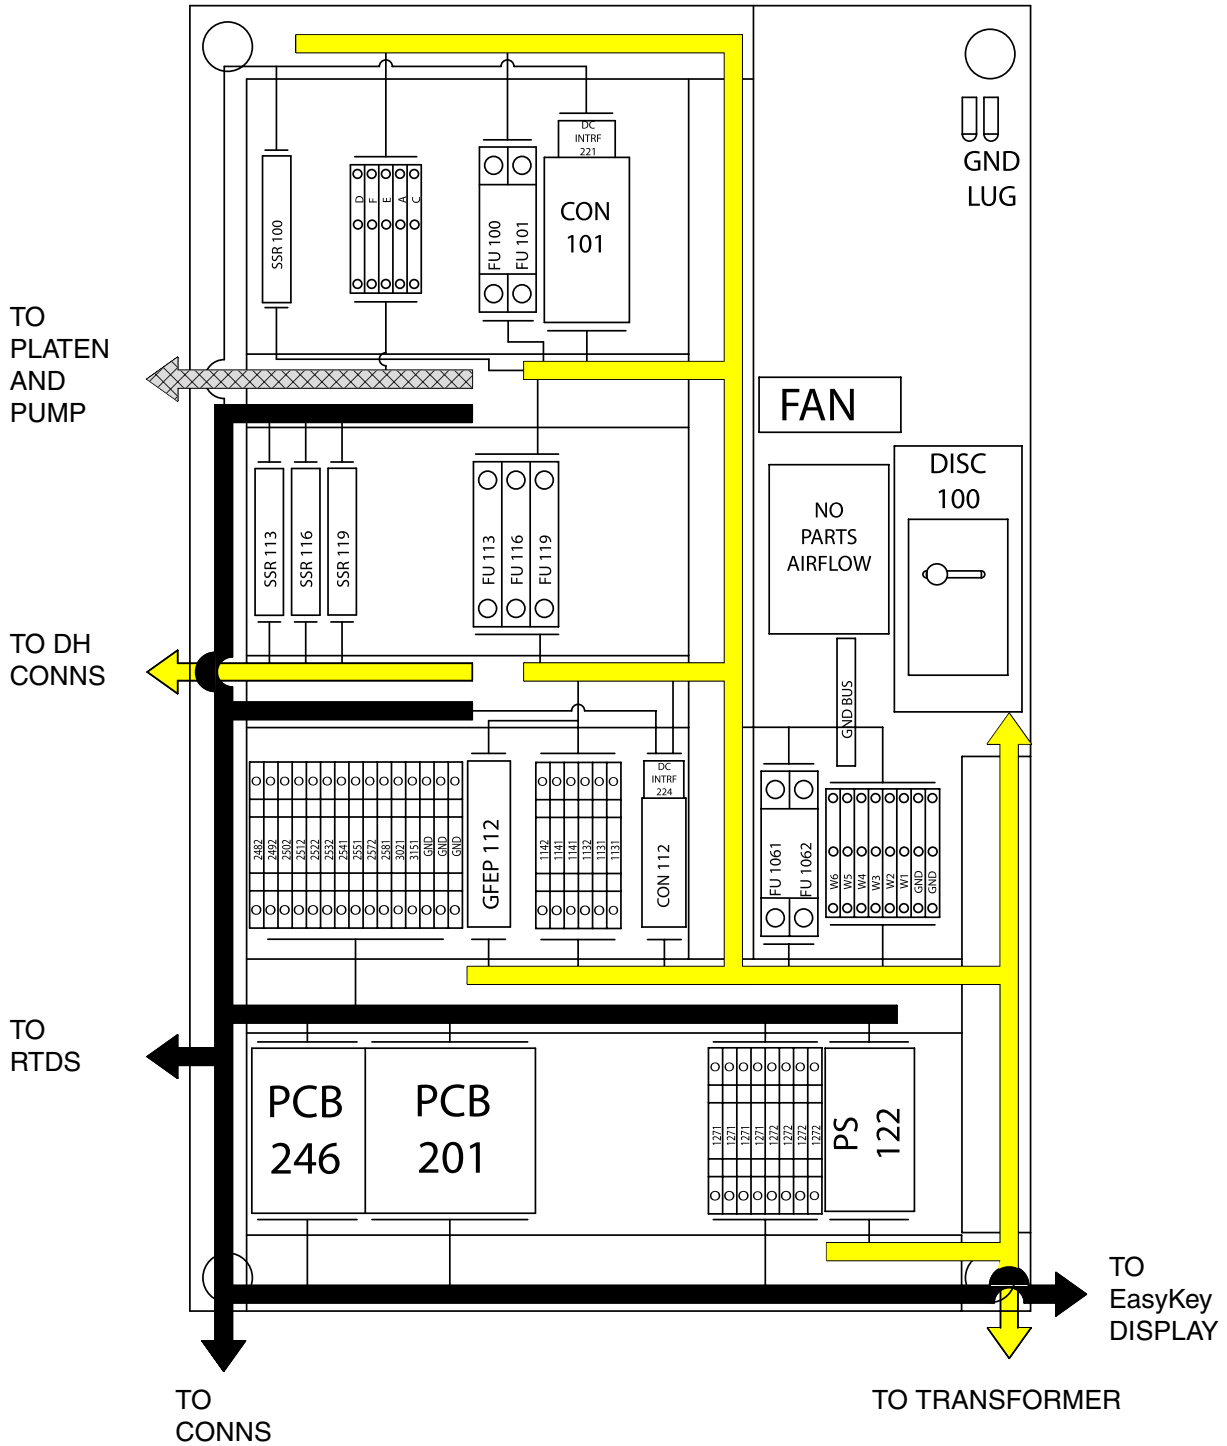 DC
INTRF
221
GND
LUG
D
F
E
A
C
CON
101
SSR 100
FU 100
FU 101
TO
PLATEN
AND
PUMP
FAN
DISC
100
NO
PARTS
AIRFLOW
SSR 113
SSR 116
SSR 119
FU 113
FU 116
FU 119
TO DH
CONNS
GND BUS
DC
INTRF
224
2482
2492
2502
2512
2522
2532
2541
2551
2572
2581
3021
3151
GND
GND
GND
GFEP 112
1142
1141
1141
1132
1131
1131
CON 112
FU 1061
FU 1062
W6
W5
W4
W3
W2
W1
GND
GND
TO
RTDS
PCB
246
PCB
201
1271
1271
1271
1271
1272
1272
1272
1272
PS
122
TO
EasyKey
DISPLAY
TO
CONNS
TO TRANSFORMER